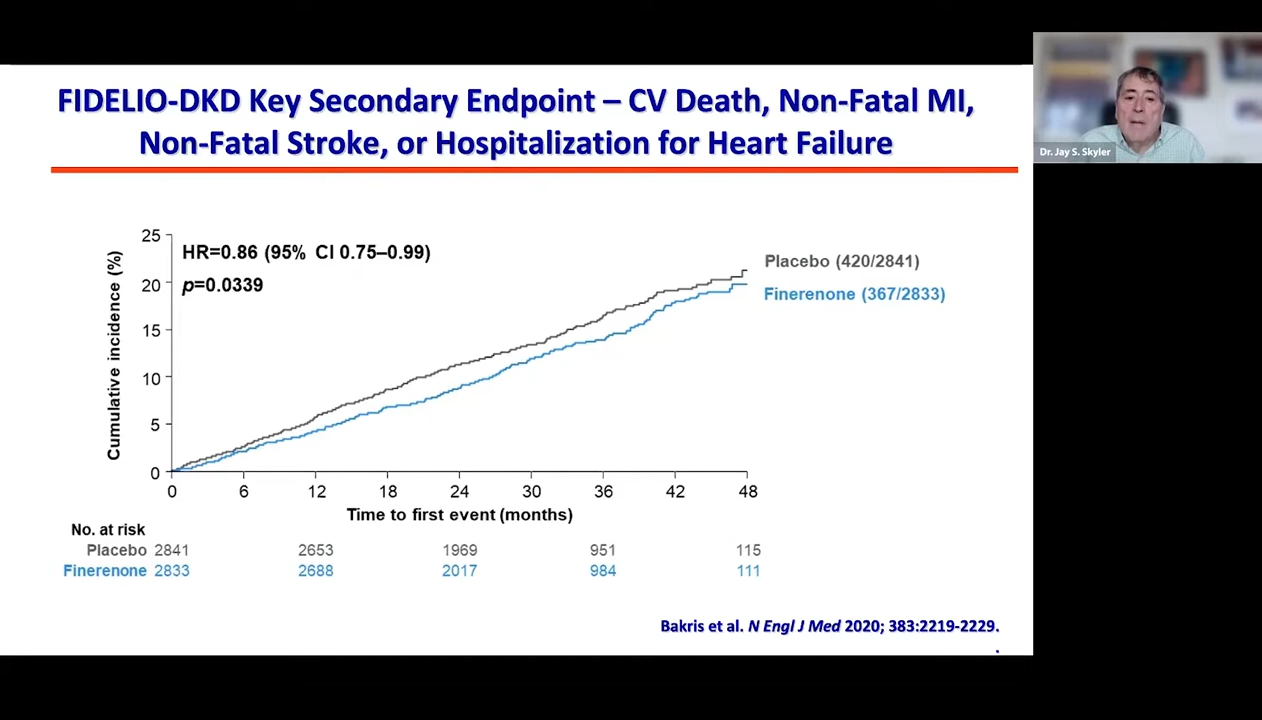 FIDELIO-DKD Key Secondary Endpoint – CV Death, Non-Fatal MI,
Non-Fatal Stroke, or Hospitalization for Heart Failure
Dr. Jay S. Skyler
HR=0.86 (95% CI 0.75–0.99)
p=0.0339
Placebo (420/2841)
Finerenone (367/2833)
Cumulative incidence (%)
25
20
15
10
5
0
0 6 12 18 24 30 36 42 48
Time to first event (months)
No. at risk
Placebo 2841 2653 1969 951 115
Finerenone 2833 2688 2017 984 111
Bakris et al. N Engl J Med 2020; 383:2219-2229.
.